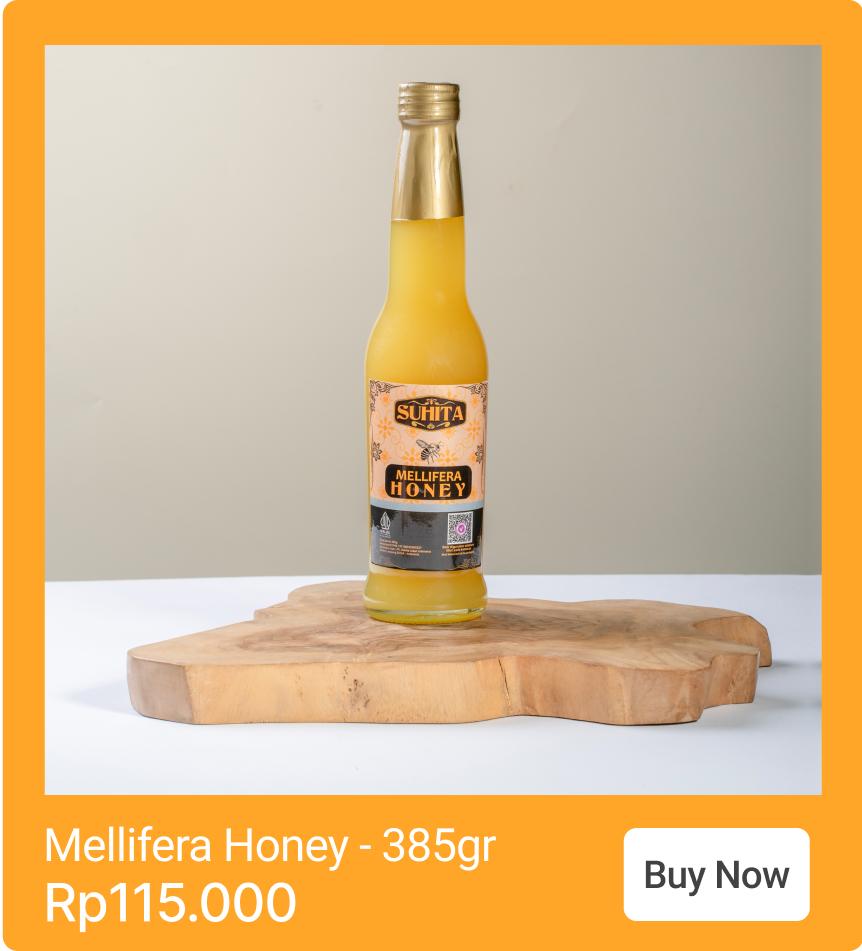 SUHITA
MELLIFERA
HONEY
Mellifera Honey - 385gr
Rp115.000
Buy Now